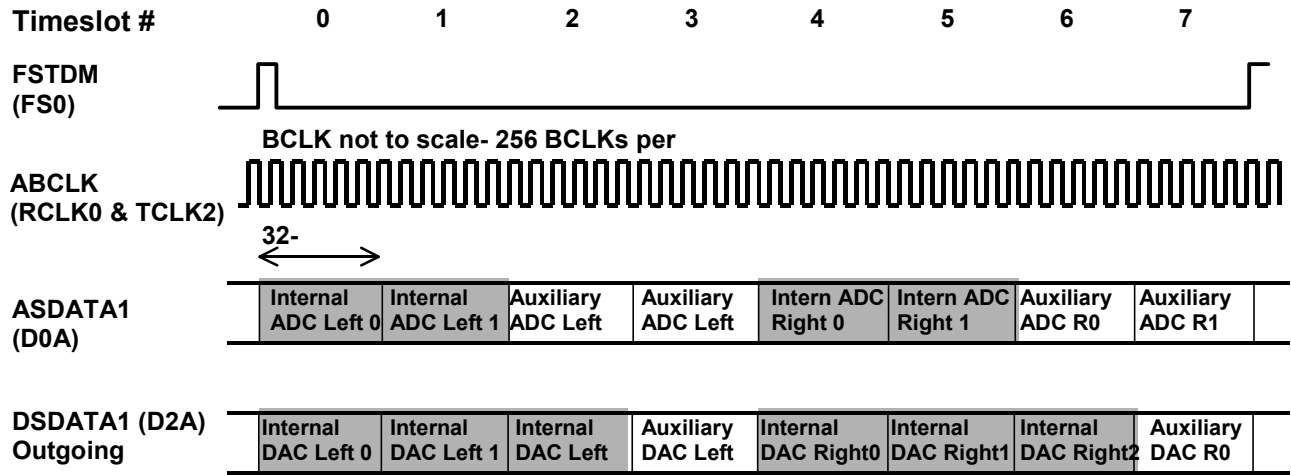 Timeslot # 0 1 2 3 4 5 6 7
FSTDM
(FS0)
BCLK not to scale- 256 BCLKs per
ABCLK
(RCLK0 & TCLK2)
32-
ASDATA1
(D0A)
Internal
ADC Left 0
Internal
ADC Left 1
Auxiliary
ADC Left
Auxiliary
ADC Left
Intern ADC
Right 0
Intern ADC
Right 1
Auxiliary
ADC R0
Auxiliary
ADC R1
DSDATA1 (D2A)
Outgoing
Internal
DAC Left 0
Internal
DAC Left 1
Internal
DAC Left
Auxiliary
DAC Left
Internal
DAC Right0
Internal
DAC Right1
Internal
DAC Right2
Auxiliary
DAC R0